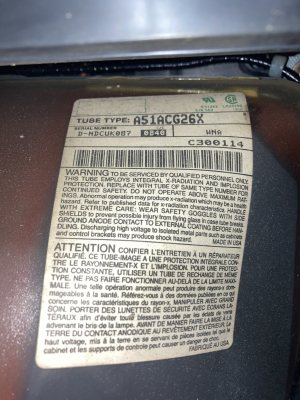 TUBE TYPE: A51ACG26X
SERIAL NUMBER
D-NDCUK087 0840 WMA
C300114
WARNING TO BE SERVICED BY QUALIFIED PERSONNEL ONLY
THIS TUBE EMPLOYS INTEGRAL X-RADIATION AND IMPLOSION
PROTECTION. REPLACE WITH TUBE OF SAME TYPE NUMBER FOR
CONTINUED SAFETY. DO NOT OPERATE ABOVE MAXIMUM FOR
INGS. Abnormal operation may produce x-radiation which may be a health
hazard. Refer to published data for x-radiation characteristics. HANDLE
WITH EXTREME CARE: WEAR SAFETY GOGGLES WITH SIDE
SHIELDS to prevent possible injury from flying glass in case tube breaks.
GROUND ANODE CONTACT TO EXTERNAL COATING BEFORE
Discharging high voltage to isolated metal parts such as
and control brackets may produce shock hazard. MADE IN USA
ATTENTION CONFIER L'ENTRETIEN À UN RÉPARATEUR
QUALIFIÉ. CE TUBE-IMAGE A UNE PROTECTION INTÉGRALE CON-
TRE LE RAYONNEMENT-X ET L'IMPLOSION. POUR UNE PROTEC-
TION CONSTANTE, UTILISER UN TUBE DE RECHANGE DE MÊME
TYPE. NE PAS FAIRE FONCTIONNER AU-DELÀ DE LA LIMITE MAXI-
MALE. Une telle opération anormale peut produire des rayons-x dom-
mageables à la santé. Référez-vous à des données publiées en ce qui
concerne les caractéristiques du rayon-x. MANIPULER AVEC GRAND
SOIN. PORTER DES LUNETTES DE SÉCURITÉ AVEC ÉCRANS LA-
TÉRAUX afin d'éviter toute blessure causée par les éclats de verre
advenant le bris de la lampe. AVANT DE MANIER FAIRE LA MISE À LA
TERRE DU CONTACT ANODIQUE AU REVÊTEMENT EXTÉRIEUR. La
haut voltage, mis à la terre en se servant de pièces isolées tel que le
cabinet et les supports de contrôle peut causer un danger de choc.
FABRIQUÉ AU USA